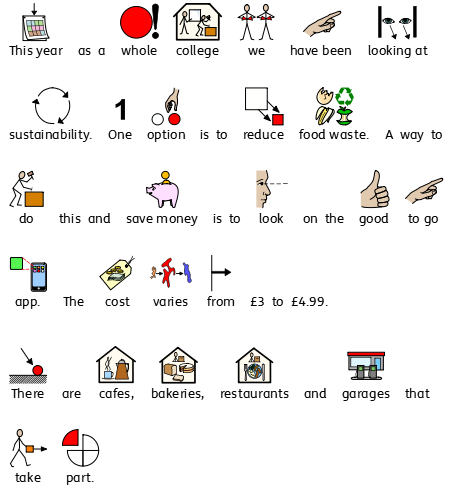 This year as a whole college we have been looking at
sustainability. One option is to reduce food waste. A way to
do this and save money is to look on the good to go
app. The cost varies from £3 to £4.99.
There are cafes, bakeries, restaurants and garages that
take part.